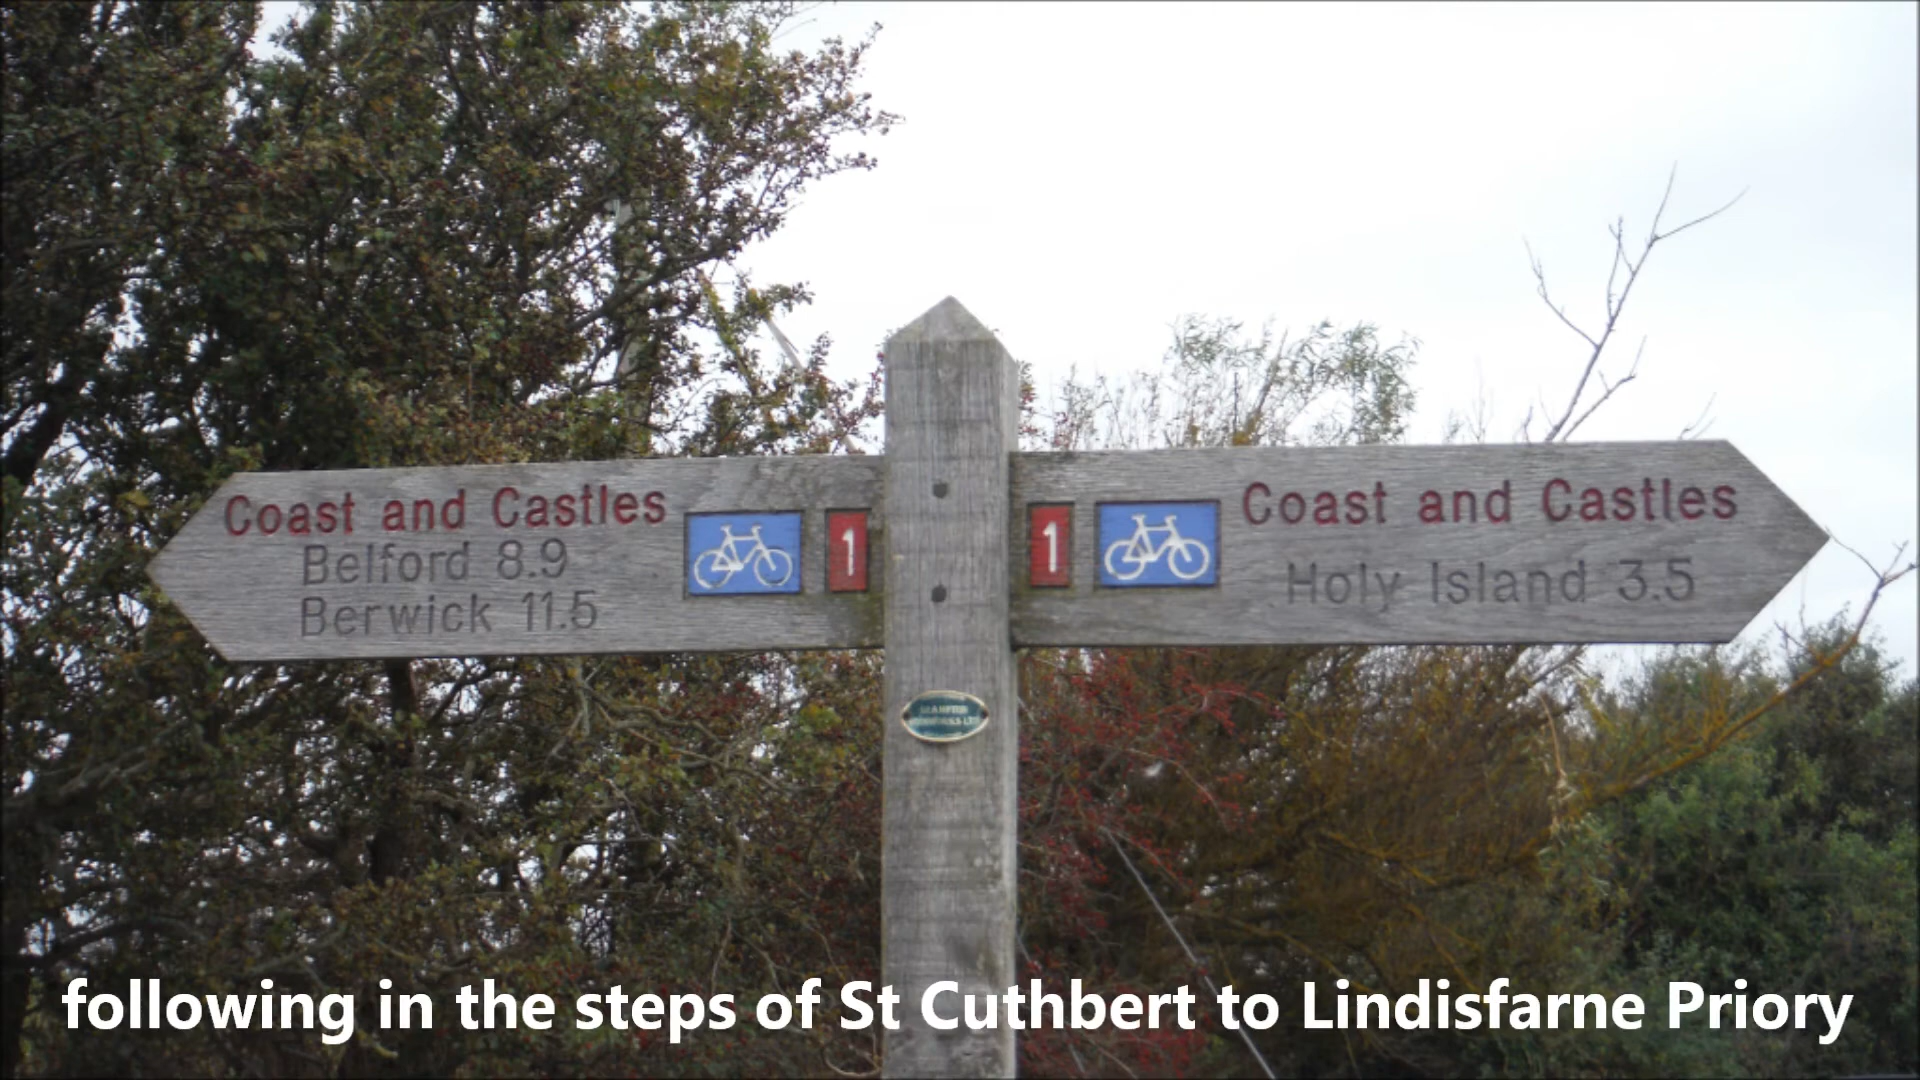 Coast and Castles
Belford 8.9
Berwick 11.5
1
1
Coast and Castles
Holy Island 3.5
following in the steps of St Cuthbert to Lindisfarne Priory